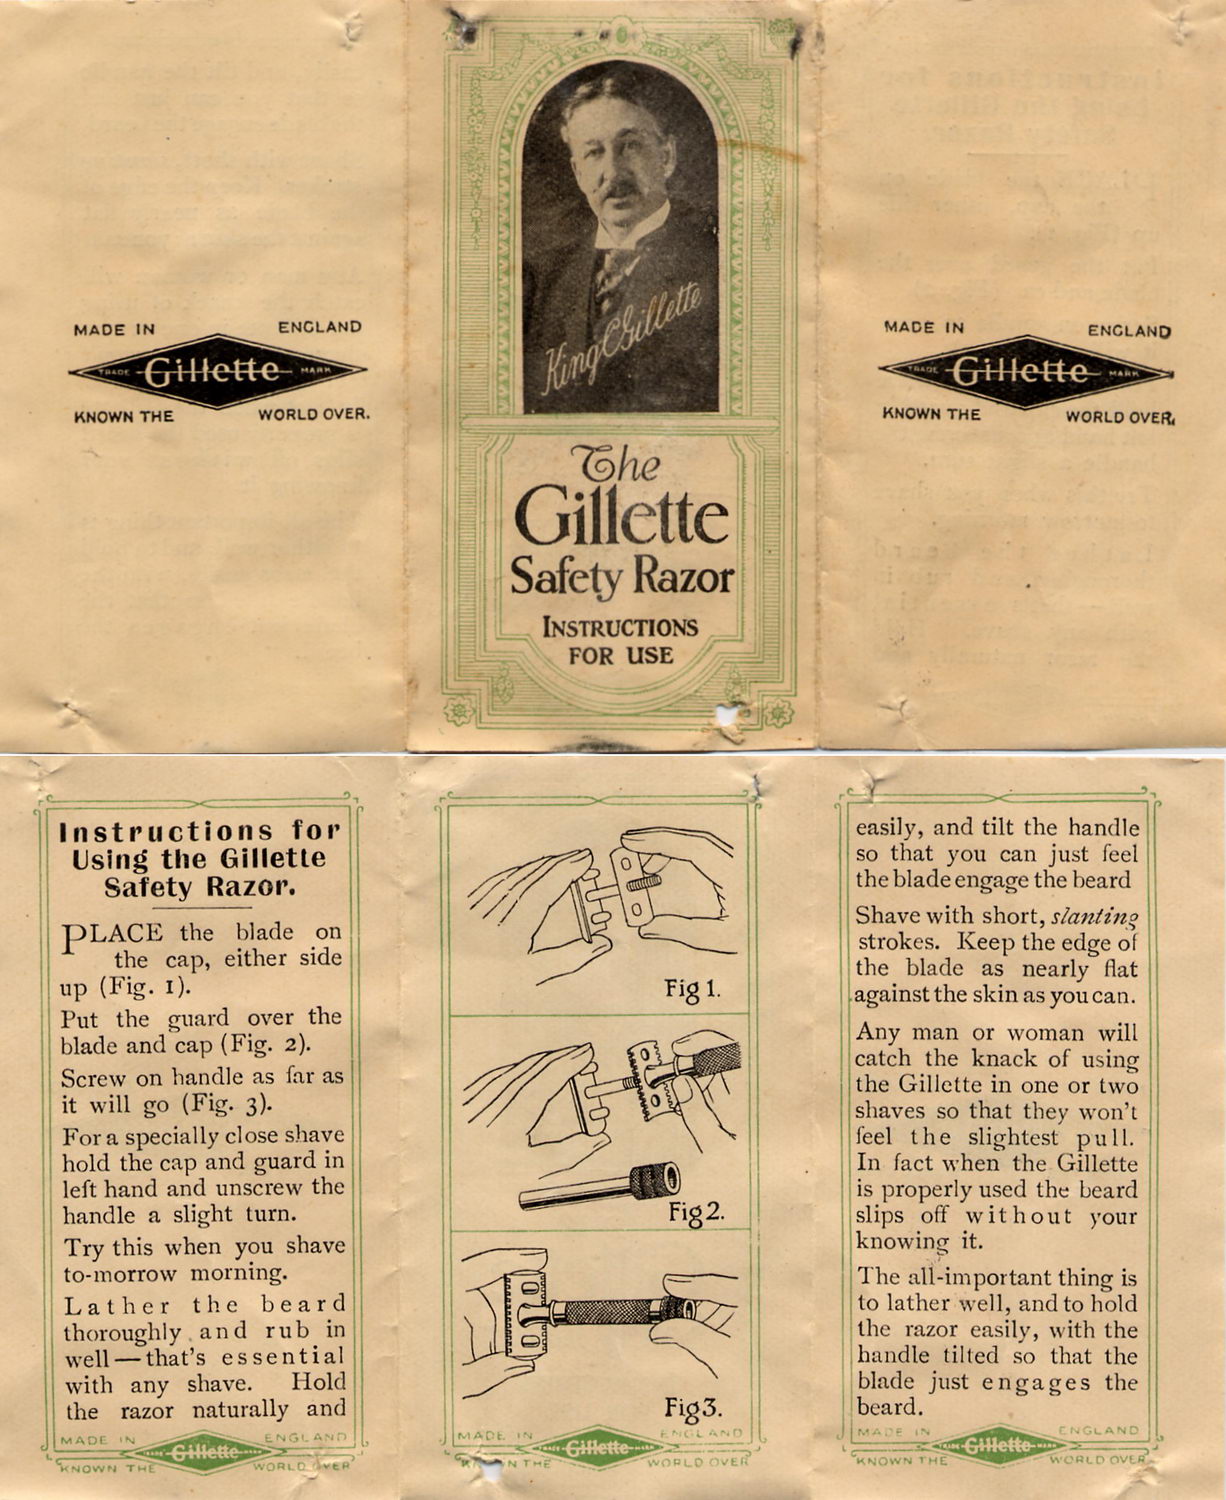 MADE IN ENGLAND
TRADE Gillette MARK
KNOWN THE WORLD OVER.
King C Gillette
The
Gillette
Safety Razor
INSTRUCTIONS
FOR USE
MADE IN ENGLAND
TRADE Gillette MARK
KNOWN THE WORLD OVER.
Instructions for
Using the Gillette
Safety Razor.
PLACE the blade on
the cap, either side
up (Fig. 1).
Put the guard over the
blade and cap (Fig. 2).
Screw on handle as far as
it will go (Fig. 3).
For a specially close shave
hold the cap and guard in
left hand and unscrew the
handle a slight turn.
Try this when you shave
to-morrow morning.
Lather the beard
thoroughly and rub in
well—that's essential
with any shave. Hold
the razor naturally and
MADE IN ENGLAND
TRADE Gillette MARK
KNOWN THE WORLD OVER
Fig 1.
Fig 2.
Fig 3.
MADE IN ENGLAND
TRADE Gillette MARK
KNOWN THE WORLD OVER
easily, and tilt the handle
so that you can just feel
the blade engage the beard
Shave with short, slanting
strokes. Keep the edge of
the blade as nearly flat
against the skin as you can.
Any man or woman will
catch the knack of using
the Gillette in one or two
shaves so that they won't
feel the slightest pull.
In fact when the Gillette
is properly used the beard
slips off without your
knowing it.
The all-important thing is
to lather well, and to hold
the razor easily, with the
handle tilted so that the
blade just engages the
beard.
MADE IN ENGLAND
TRADE Gillette MARK
KNOWN THE WORLD OVER